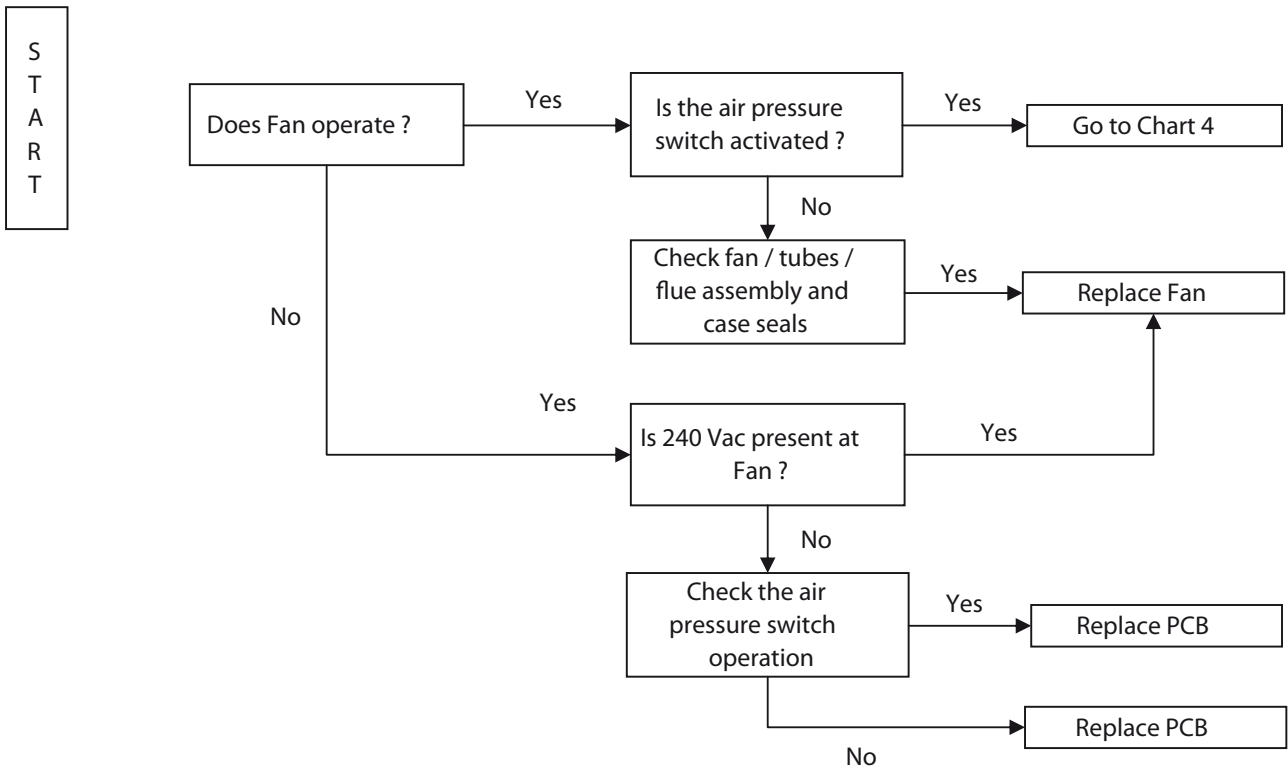 S
T
A
R
T
Does Fan operate ?
Yes
Is the air pressure
switch activated ?
Yes
Go to Chart 4
No
Check fan / tubes /
flue assembly and
case seals
Yes
Replace Fan
No
Yes
Is 240 Vac present at
Fan ?
Yes
No
Check the air
pressure switch
operation
Yes
Replace PCB
No
Replace PCB